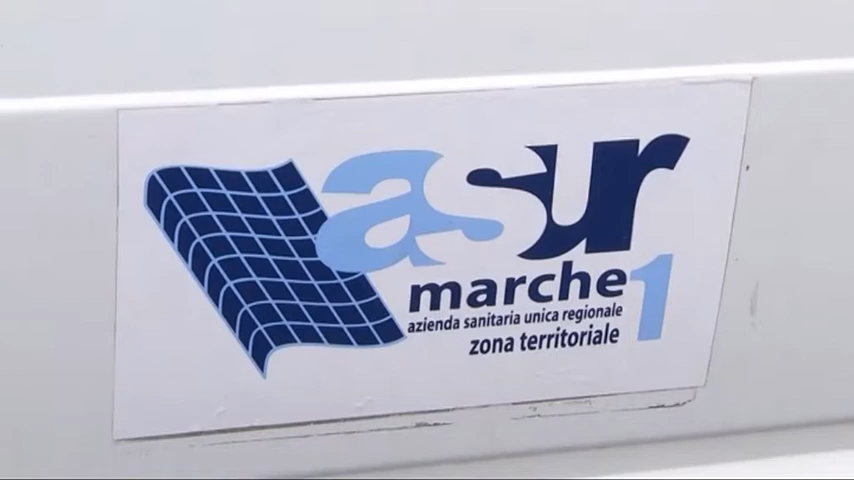 asur
marche
azienda sanitaria unica regionale
zona territoriale 1